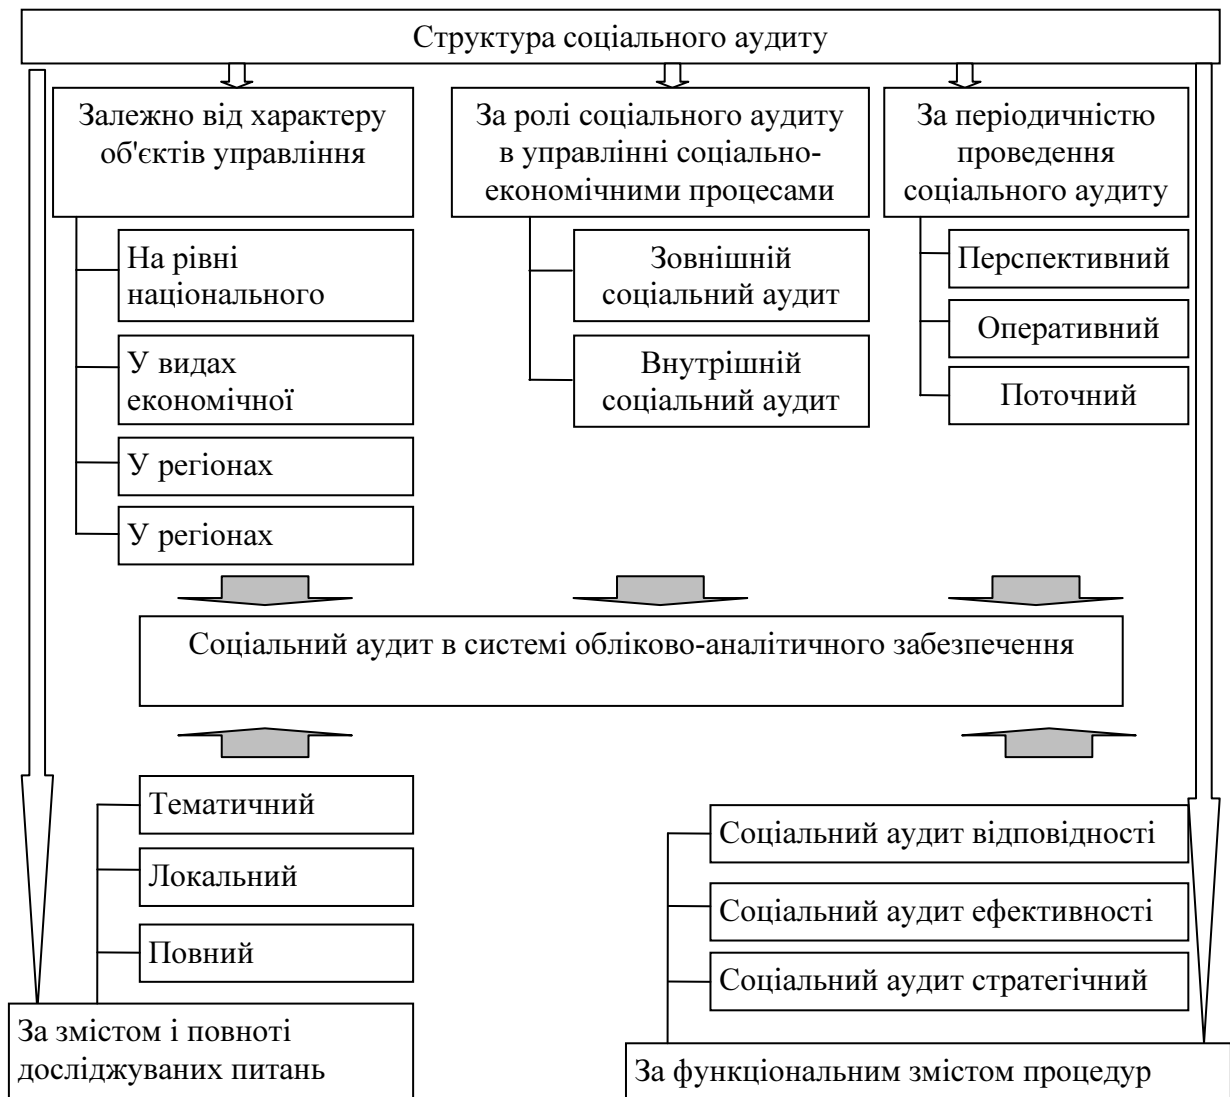 Структура соціального аудиту
Залежно від характеру
об'єктів управління
На рівні
національного
У видах
економічної
У регіонах
У регіонах
За ролі соціального аудиту
в управлінні соціально-
економічними процесами
Зовнішній
соціальний аудит
Внутрішній
соціальний аудит
За періодичністю
проведення
соціального аудиту
Перспективний
Оперативний
Поточний
Соціальний аудит в системі обліково-аналітичного забезпечення
Тематичний
Локальний
Повний
За змістом і повноті
досліджуваних питань
Соціальний аудит відповідності
Соціальний аудит ефективності
Соціальний аудит стратегічний
За функціональним змістом процедур